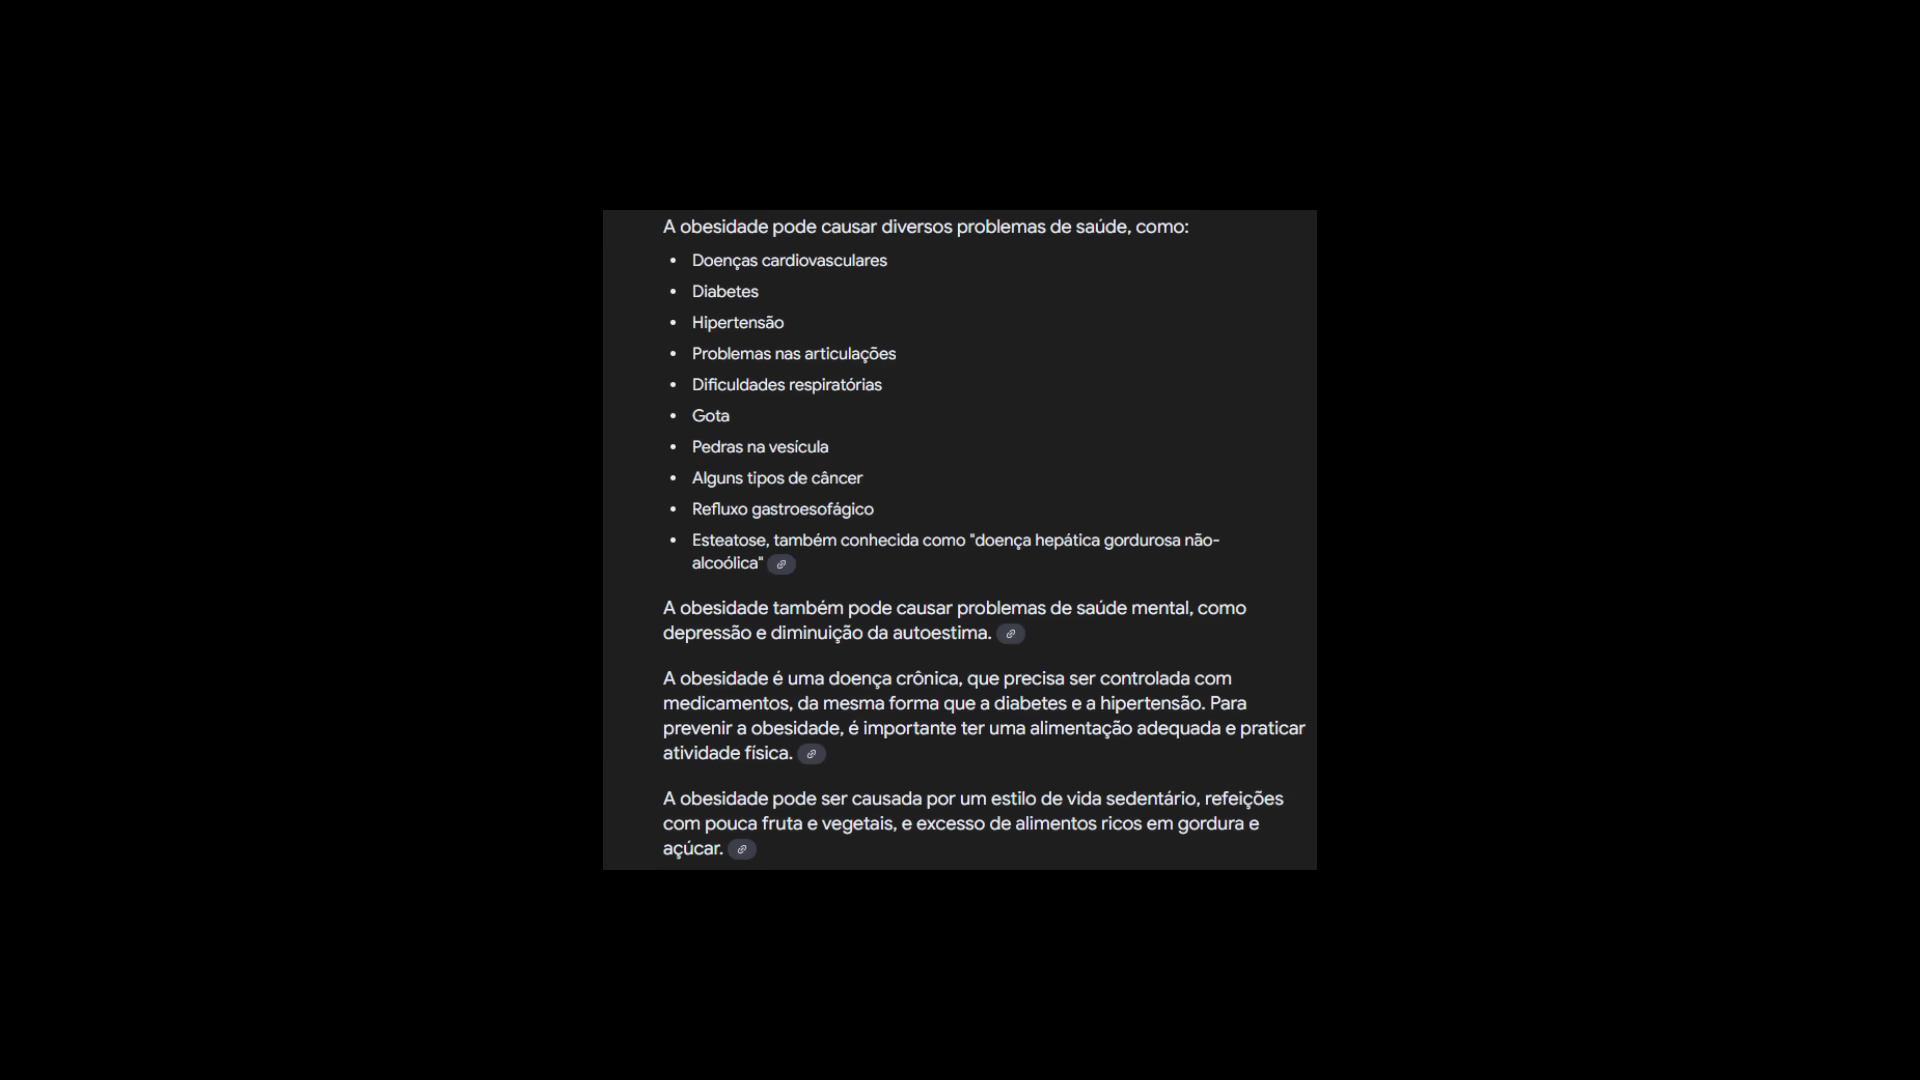 A obesidade pode causar diversos problemas de saúde, como:
• Doenças cardiovasculares
• Diabetes
• Hipertensão
• Problemas nas articulações
• Dificuldades respiratórias
• Gota
• Pedras na vesícula
• Alguns tipos de câncer
• Refluxo gastroesofágico
• Esteatose, também conhecida como "doença hepática gordurosa não-
alcoólica"
A obesidade também pode causar problemas de saúde mental, como
depressão e diminuição da autoestima.
A obesidade é uma doença crônica, que precisa ser controlada com
medicamentos, da mesma forma que a diabetes e a hipertensão. Para
prevenir a obesidade, é importante ter uma alimentação adequada e praticar
atividade física.
A obesidade pode ser causada por um estilo de vida sedentário, refeições
com pouca fruta e vegetais, e excesso de alimentos ricos em gordura e
açúcar.